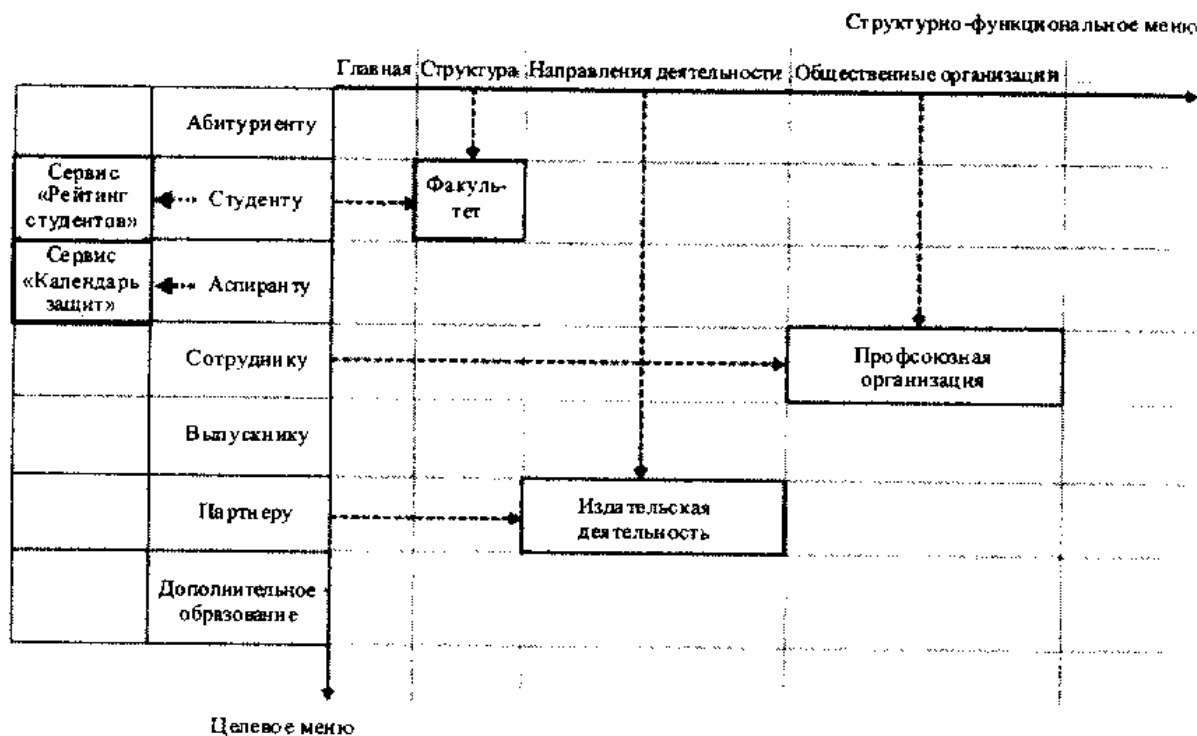 Структурно-функциональное меню
Главная Структура Направления деятельности Общественные организации ...
Абитуриенту
Сервис
«Рейтинг
студентов»
Студенту
Факуль-
тет
Сервис
«Календарь
защит»
Аспиранту
Сотруднику
Профсоюзная
организация
Выпускнику
Партнеру
Издательская
деятельность
Дополнительное
образование
Целевое меню